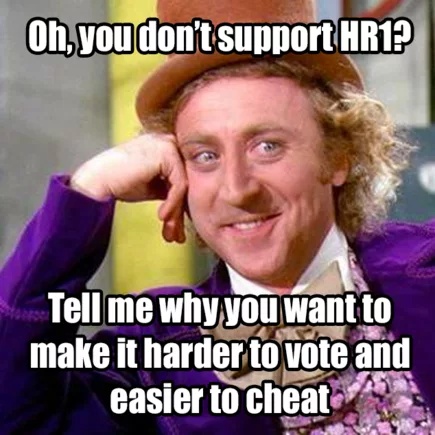 Oh, you don't support HR1?
Tell me why you want to
make it harder to vote and
easier to cheat